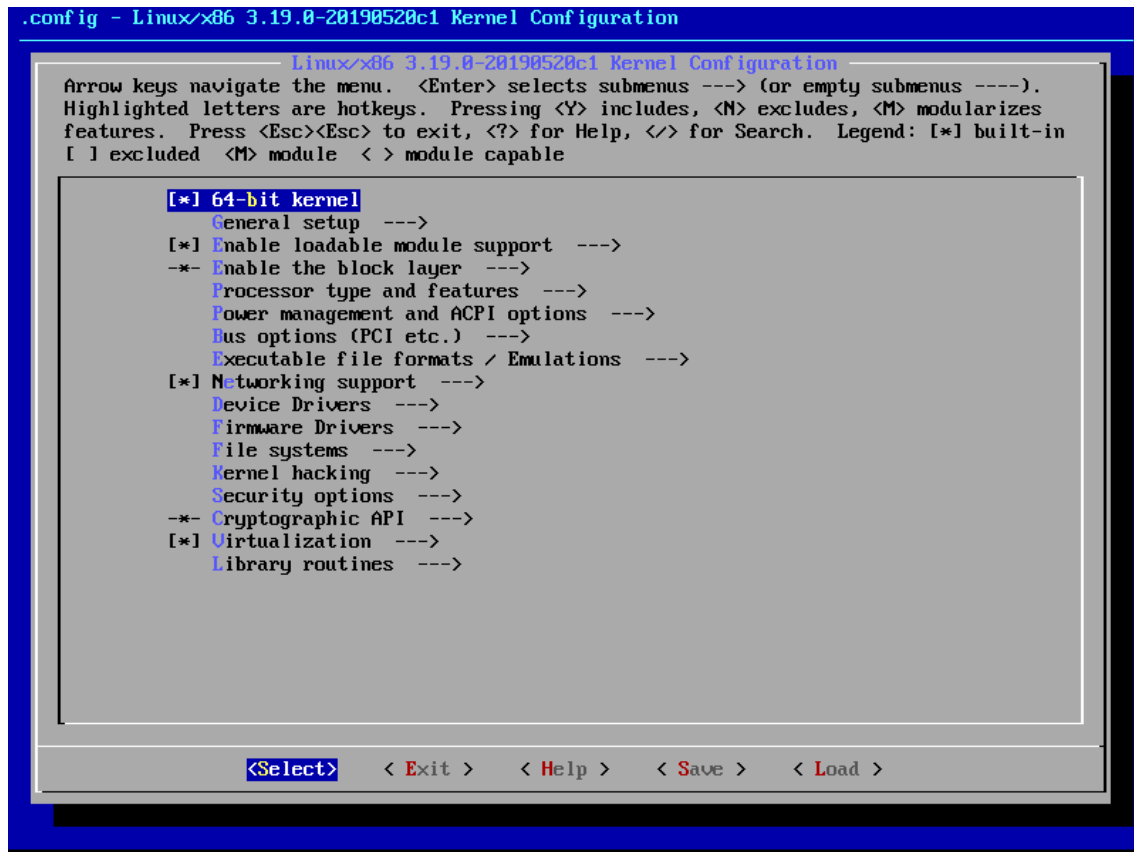 .config - Linux/x86 3.19.0-20190520c1 Kernel Configuration
Linux/x86 3.19.0-20190520c1 Kernel Configuration
Arrow keys navigate the menu.  <Enter> selects submenus ---> (or empty submenus ----).
Highlighted letters are hotkeys.  Pressing <Y> includes, <N> excludes, <M> modularizes
features.  Press <Esc><Esc> to exit, <?> for Help, </> for Search.  Legend: [*] built-in
[ ] excluded  <M> module  < > module capable
[*] 64-bit kernel
General setup  --->
[*] Enable loadable module support  --->
-*- Enable the block layer  --->
Processor type and features  --->
Power management and ACPI options  --->
Bus options (PCI etc.)  --->
Executable file formats / Emulations  --->
[*] Networking support  --->
Device Drivers  --->
Firmware Drivers  --->
File systems  --->
Kernel hacking  --->
Security options  --->
-*- Cryptographic API  --->
[*] Virtualization  --->
Library routines  --->
<Select>    < Exit >    < Help >    < Save >    < Load >